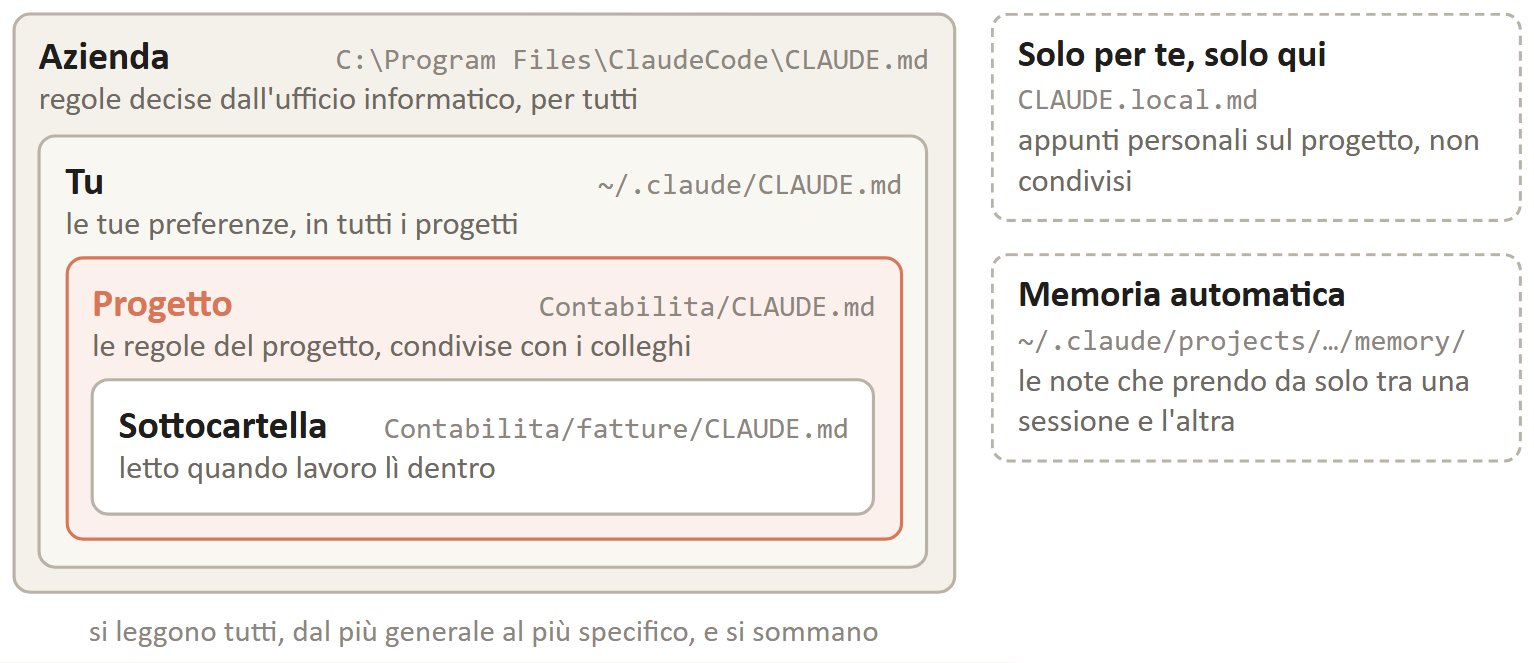 Azienda C:\Program Files\ClaudeCode\CLAUDE.md
regole decise dall'ufficio informatico, per tutti
Tu ~/.claude/CLAUDE.md
le tue preferenze, in tutti i progetti
Progetto Contabilita/CLAUDE.md
le regole del progetto, condivise con i colleghi
Sottocartella Contabilita/fatture/CLAUDE.md
letto quando lavoro lì dentro
si leggono tutti, dal più generale al più specifico, e si sommano
Solo per te, solo qui
CLAUDE.local.md
appunti personali sul progetto, non
condivisi
Memoria automatica
~/.claude/projects/…/memory/
le note che prendo da solo tra una
sessione e l'altra